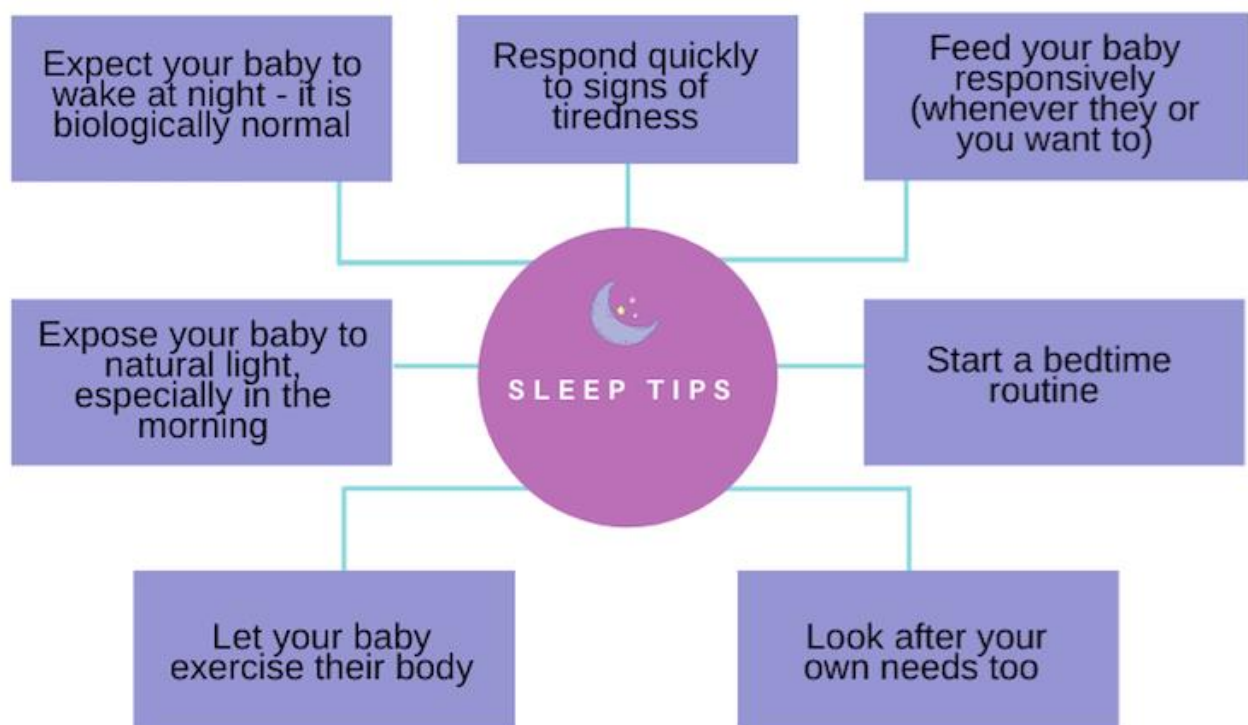 Expect your baby to
wake at night - it is
biologically normal
Respond quickly
to signs of
tiredness
Feed your baby
responsively
(whenever they or
you want to)
Expose your baby to
natural light,
especially in the
morning
SLEEP TIPS
Start a bedtime
routine
Let your baby
exercise their body
Look after your
own needs too